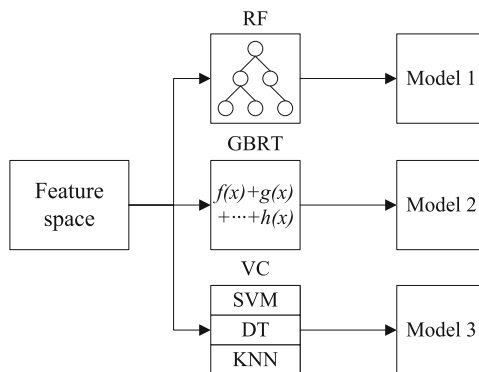 RF
Model 1
GBRT
Feature
space
f(x)+g(x)
+···+h(x)
Model 2
VC
SVM
DT
KNN
Model 3